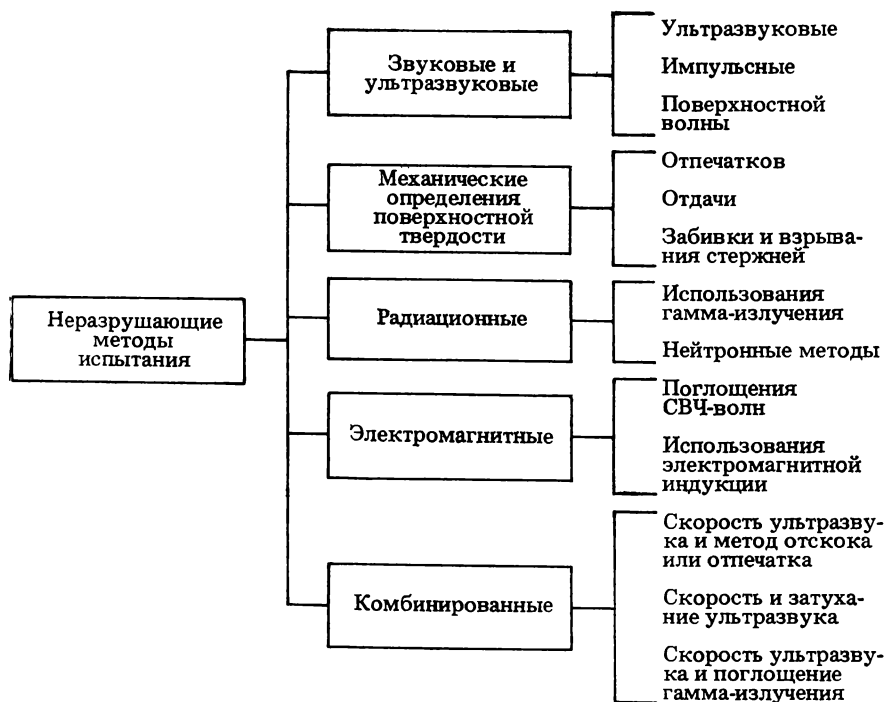 Неразрушающие
методы
испытания
Звуковые и
ультразвуковые
Ультразвуковые
Импульсные
Поверхностной
волны
Механические
определения
поверхностной
твердости
Отпечатков
Отдачи
Забивки и взрыва-
ния стержней
Радиационные
Использования
гамма-излучения
Нейтронные методы
Электромагнитные
Поглощения
СВЧ-волн
Использования
электромагнитной
индукции
Комбинированные
Скорость ультразву-
ка и метод отскока
или отпечатка
Скорость и затуха-
ние ультразвука
Скорость ультразву-
ка и поглощение
гамма-излучения